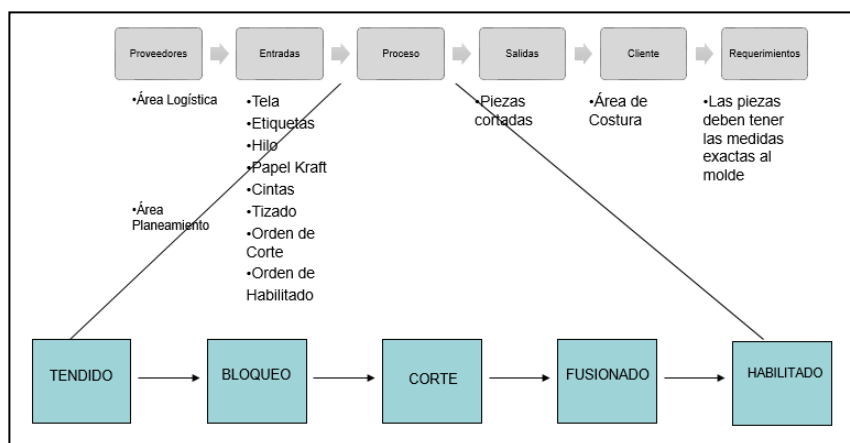 Proveedores
Entradas
Proceso
Salidas
Cliente
Requerimientos
•Área Logística
•Área
Planeamiento
•Tela
•Etiquetas
•Hilo
•Papel Kraft
•Cintas
•Tizado
•Orden de
Corte
•Orden de
Habilitado
•Piezas
cortadas
•Área de
Costura
•Las piezas
deben tener
las medidas
exactas al
molde
TENDIDO
BLOQUEO
CORTE
FUSIONADO
HABILITADO